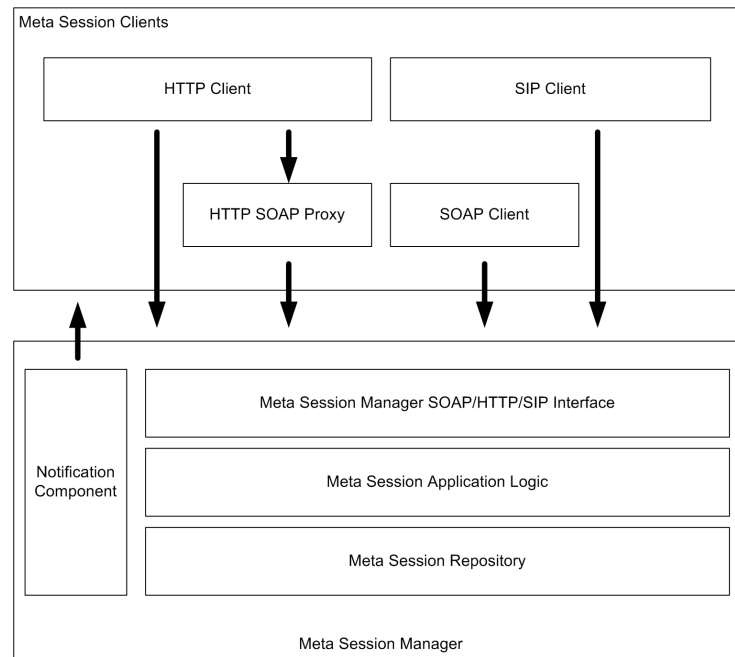 Meta Session Clients
HTTP Client
SIP Client
HTTP SOAP Proxy
SOAP Client
Notification
Component
Meta Session Manager SOAP/HTTP/SIP Interface
Meta Session Application Logic
Meta Session Repository
Meta Session Manager